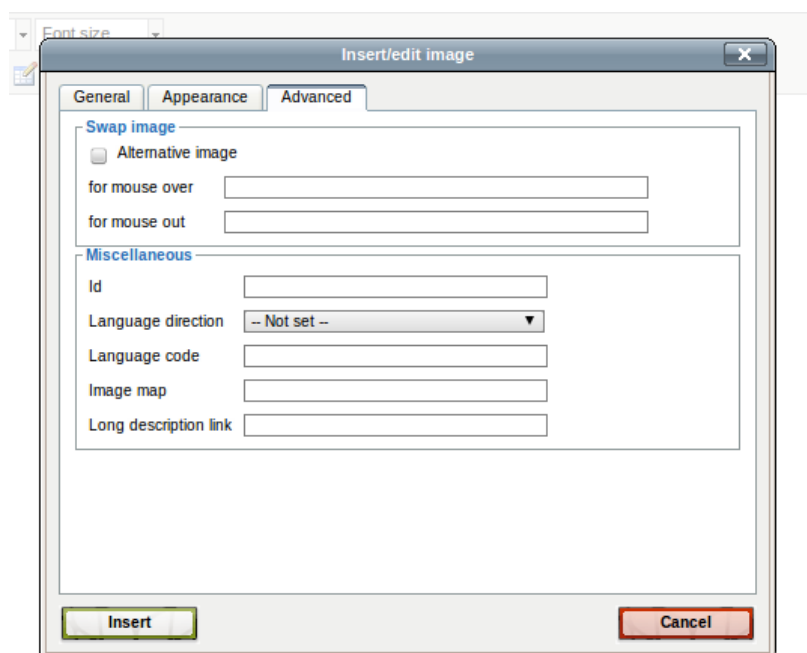 Font size
Insert/edit image
General Appearance Advanced
Swap image
Alternative image
for mouse over
for mouse out
Miscellaneous
Id
Language direction -- Not set --
Language code
Image map
Long description link
Insert Cancel